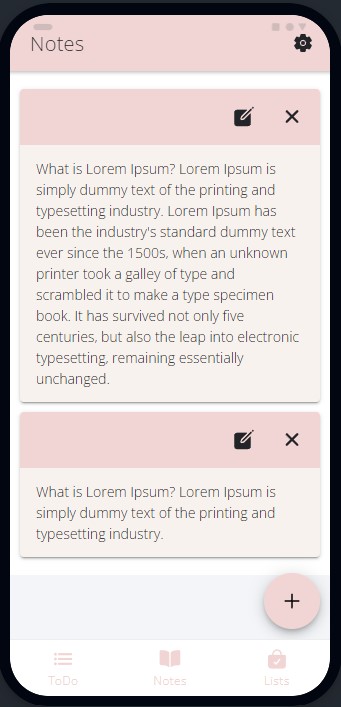 Notes
What is Lorem Ipsum? Lorem Ipsum is
simply dummy text of the printing and
typesetting industry. Lorem Ipsum has
been the industry's standard dummy text
ever since the 1500s, when an unknown
printer took a galley of type and
scrambled it to make a type specimen
book. It has survived not only five
centuries, but also the leap into electronic
typesetting, remaining essentially
unchanged.
What is Lorem Ipsum? Lorem Ipsum is
simply dummy text of the printing and
typesetting industry.
ToDo Notes Lists